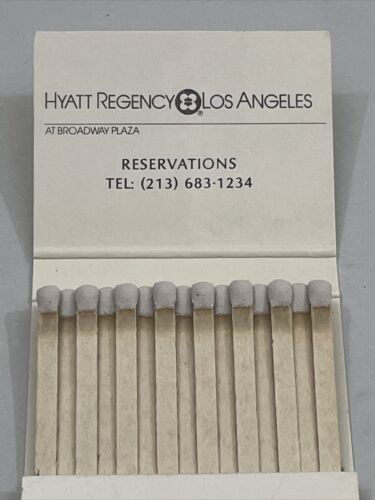 HYATT REGENCY LOS ANGELES
®
AT BROADWAY PLAZA
RESERVATIONS
TEL: (213) 683·1234